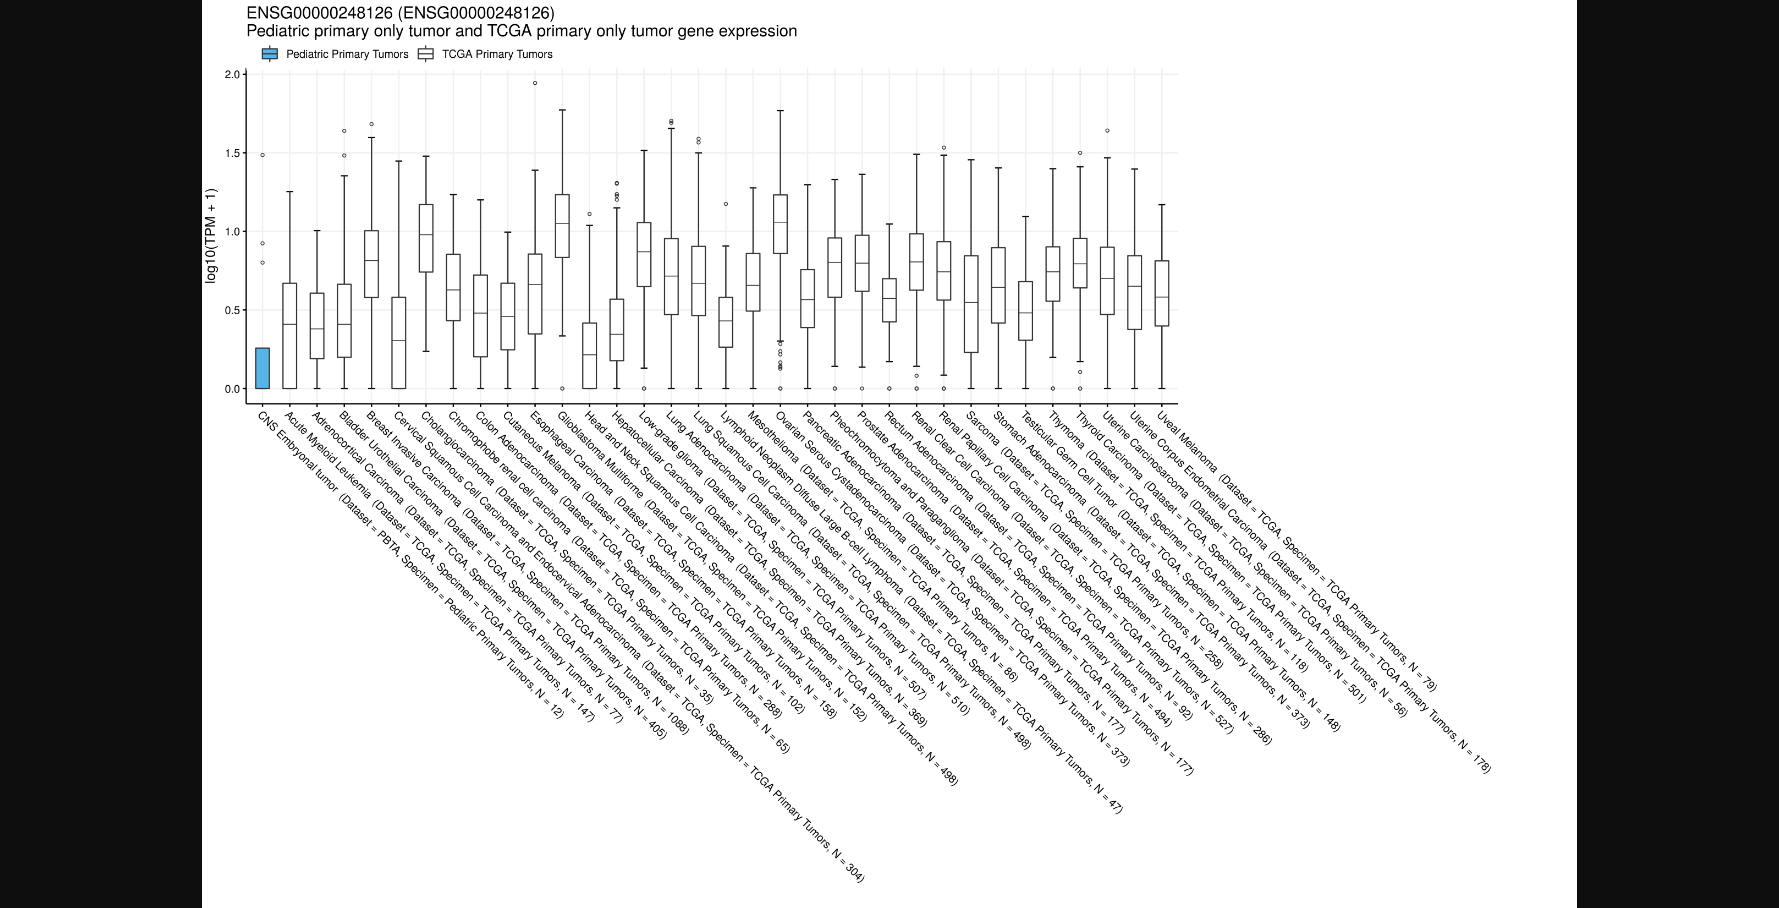 ENSG00000248126 (ENSG00000248126)
Pediatric primary only tumor and TCGA primary only tumor gene expression
Pediatric Primary Tumors
TCGA Primary Tumors
log10(TPM + 1)
2.0
1.5
1.0
0.5
0.0
CNS Embryonal tumor (Dataset = PBTA, Specimen = Pediatric Primary Tumors, N = 12)
Acute Myeloid Leukemia (Dataset = TCGA, Specimen = TCGA Primary Tumors, N = 147)
Adrenocortical Carcinoma (Dataset = TCGA, Specimen = TCGA Primary Tumors, N = 77)
Bladder Urothelial Carcinoma (Dataset = TCGA, Specimen = TCGA Primary Tumors, N = 405)
Breast Invasive Carcinoma (Dataset = TCGA, Specimen = TCGA Primary Tumors, N = 1088)
Cervical Squamous Cell Carcinoma and Endocervical Adenocarcinoma (Dataset = TCGA, Specimen = TCGA Primary Tumors, N = 304)
Cholangiocarcinoma (Dataset = TCGA, Specimen = TCGA Primary Tumors, N = 35)
Chromophobe renal cell carcinoma (Dataset = TCGA, Specimen = TCGA Primary Tumors, N = 65)
Colon Adenocarcinoma (Dataset = TCGA, Specimen = TCGA Primary Tumors, N = 288)
Cutaneous Melanoma (Dataset = TCGA, Specimen = TCGA Primary Tumors, N = 102)
Esophageal Carcinoma (Dataset = TCGA, Specimen = TCGA Primary Tumors, N = 158)
Glioblastoma Multiforme (Dataset = TCGA, Specimen = TCGA Primary Tumors, N = 152)
Head and Neck Squamous Cell Carcinoma (Dataset = TCGA, Specimen = TCGA Primary Tumors, N = 498)
Hepatocellular Carcinoma (Dataset = TCGA, Specimen = TCGA Primary Tumors, N = 369)
Low-grade glioma (Dataset = TCGA, Specimen = TCGA Primary Tumors, N = 507)
Lung Adenocarcinoma (Dataset = TCGA, Specimen = TCGA Primary Tumors, N = 510)
Lung Squamous Cell Carcinoma (Dataset = TCGA, Specimen = TCGA Primary Tumors, N = 498)
Lymphoid Neoplasm Diffuse Large B-cell Lymphoma (Dataset = TCGA, Specimen = TCGA Primary Tumors, N = 47)
Mesothelioma (Dataset = TCGA, Specimen = TCGA Primary Tumors, N = 86)
Ovarian Serous Cystadenocarcinoma (Dataset = TCGA, Specimen = TCGA Primary Tumors, N = 373)
Pancreatic Adenocarcinoma (Dataset = TCGA, Specimen = TCGA Primary Tumors, N = 177)
Pheochromocytoma and Paraganglioma (Dataset = TCGA, Specimen = TCGA Primary Tumors, N = 177)
Prostate Adenocarcinoma (Dataset = TCGA, Specimen = TCGA Primary Tumors, N = 494)
Rectum Adenocarcinoma (Dataset = TCGA, Specimen = TCGA Primary Tumors, N = 92)
Renal Clear Cell Carcinoma (Dataset = TCGA, Specimen = TCGA Primary Tumors, N = 527)
Renal Papillary Cell Carcinoma (Dataset = TCGA, Specimen = TCGA Primary Tumors, N = 286)
Sarcoma (Dataset = TCGA, Specimen = TCGA Primary Tumors, N = 258)
Stomach Adenocarcinoma (Dataset = TCGA, Specimen = TCGA Primary Tumors, N = 373)
Testicular Germ Cell Tumor (Dataset = TCGA, Specimen = TCGA Primary Tumors, N = 148)
Thymoma (Dataset = TCGA, Specimen = TCGA Primary Tumors, N = 118)
Thyroid Carcinoma (Dataset = TCGA, Specimen = TCGA Primary Tumors, N = 501)
Uterine Carcinosarcoma (Dataset = TCGA, Specimen = TCGA Primary Tumors, N = 56)
Uterine Corpus Endometrial Carcinoma (Dataset = TCGA, Specimen = TCGA Primary Tumors, N = 178)
Uveal Melanoma (Dataset = TCGA, Specimen = TCGA Primary Tumors, N = 79)